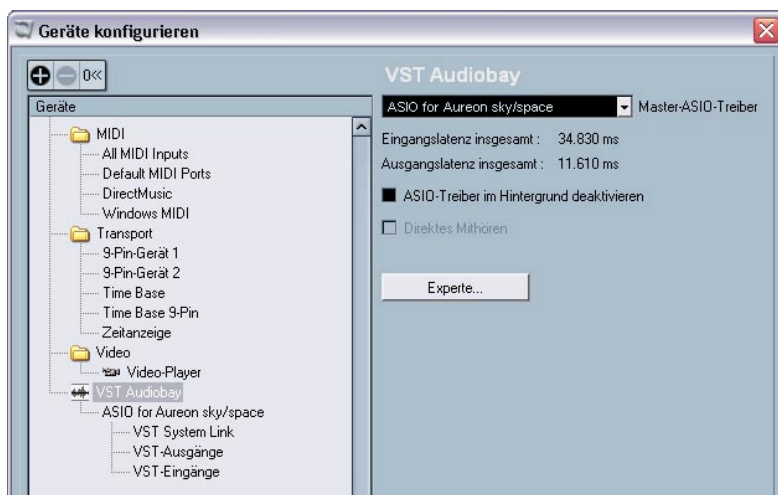 Geräte konfigurieren
0<<
Geräte
MIDI
All MIDI Inputs
Default MIDI Ports
DirectMusic
Windows MIDI
Transport
9-Pin-Gerät 1
9-Pin-Gerät 2
Time Base
Time Base 9-Pin
Zeitanzeige
Video
Video-Player
VST Audiobay
ASIO for Aureon sky/space
VST System Link
VST-Ausgänge
VST-Eingänge
VST Audiobay
ASIO for Aureon sky/space Master-ASIO-Treiber
Eingangslatenz insgesamt : 34.830 ms
Ausgangslatenz insgesamt : 11.610 ms
ASIO-Treiber im Hintergrund deaktivieren
Direktes Mithören
Experte...